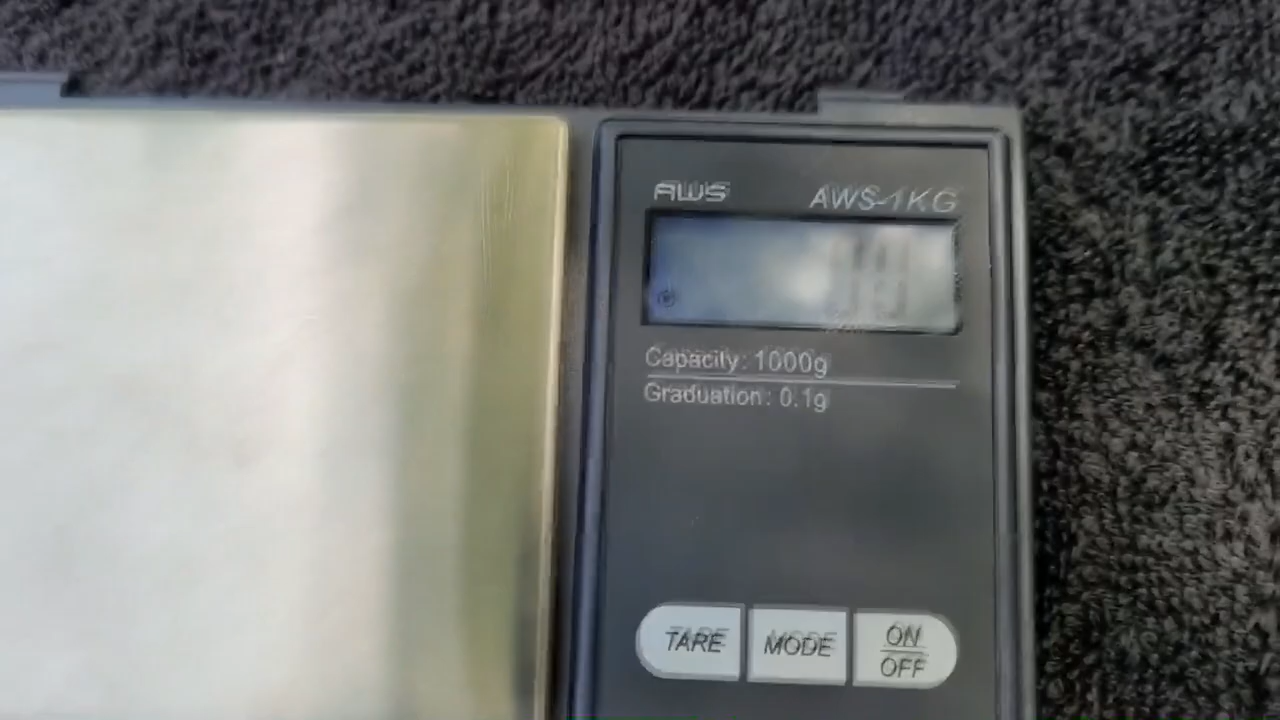 AWS AWS-1KG
Capacity: 1000g
Graduation: 0.1g
TARE MODE ON
OFF